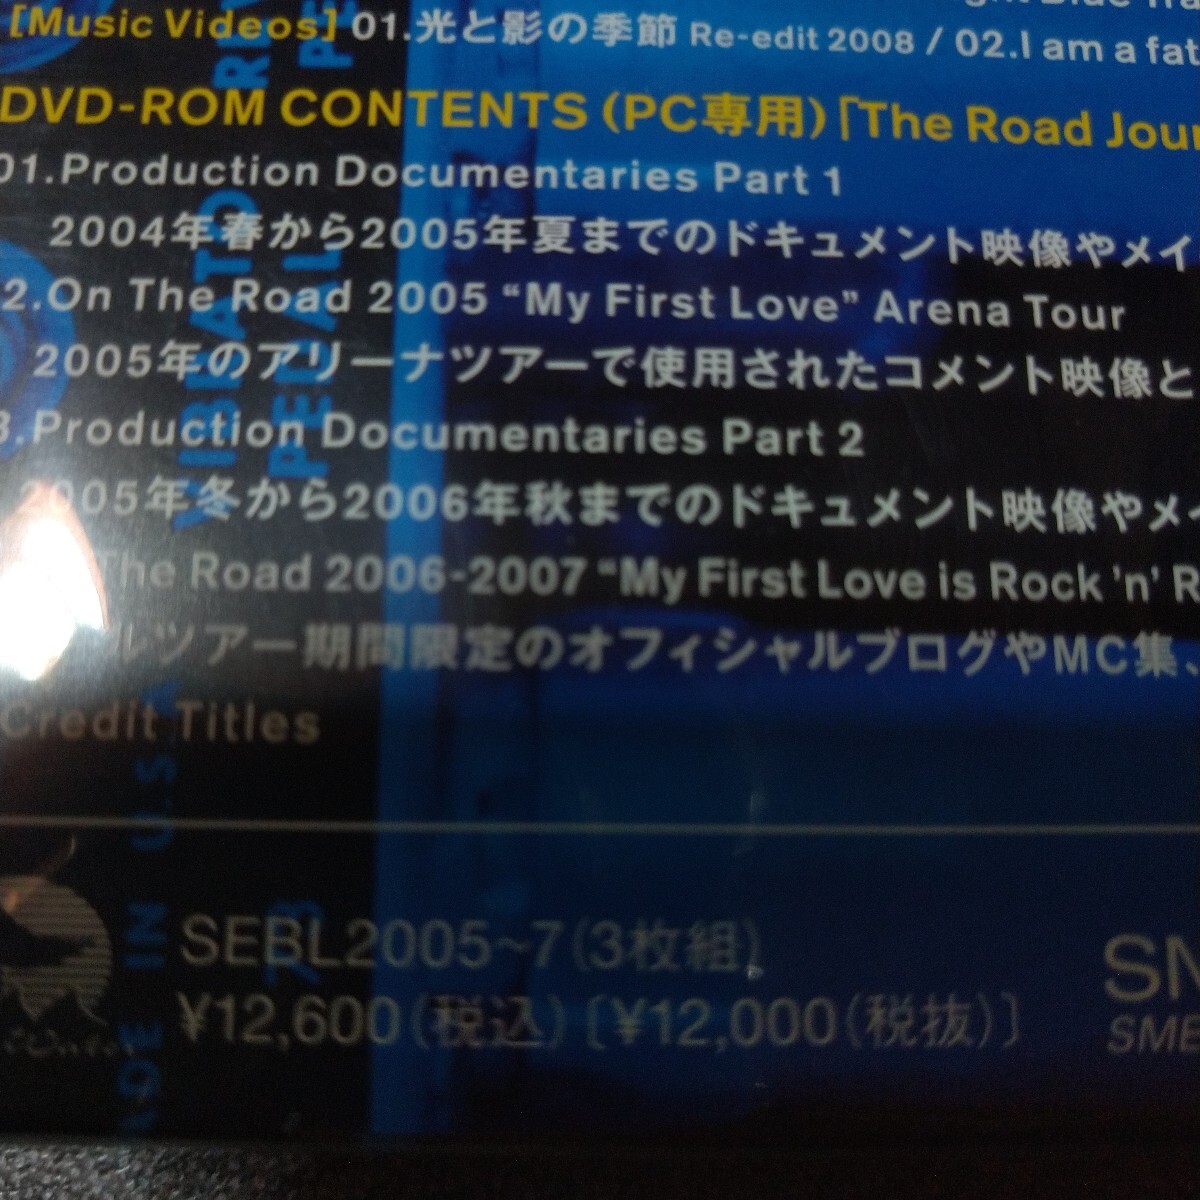 ght Blue Tra
[Music Videos] 01.光と影の季節 Re-edit 2008 / 02.I am a fat
DVD-ROM CONTENTS (PC専用)「The Road Jour
01.Production Documentaries Part 1
2004年春から2005年夏までのドキュメント映像やメイ
2.On The Road 2005 “My First Love” Arena Tour
2005年のアリーナツアーで使用されたコメント映像と
3.Production Documentaries Part 2
2005年冬から2006年秋までのドキュメント映像やメイ
The Road 2006-2007 “My First Love is Rock 'n' R
ルツアー期間限定のオフィシャルブログやMC集、
Credit Titles
SEBL2005~7(3枚組)
¥12,600(税込)〔¥12,000(税抜)〕
SM
SME
VIBRATO
PEDAL